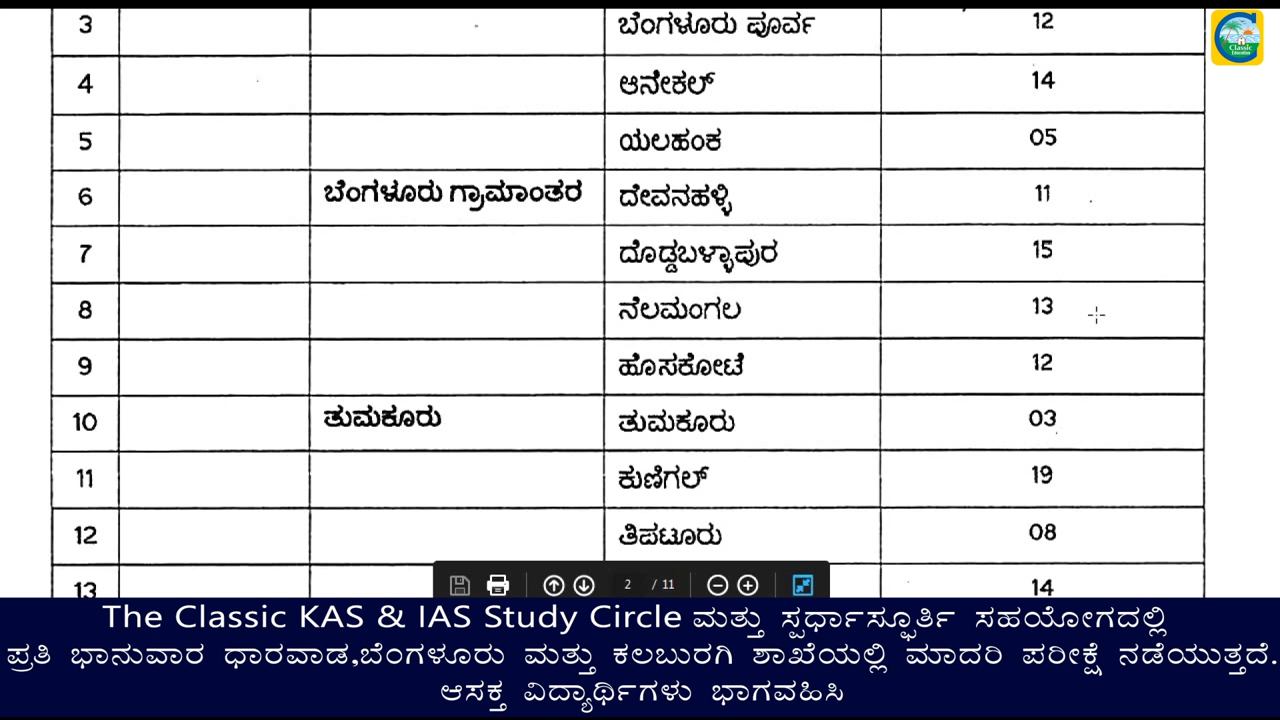 3 ಬೆಂಗಳೂರು ಪೂರ್ವ 12
Classic
Education
4 ಆನೇಕಲ್ 14
5 ಯಲಹಂಕ 05
6 ಬೆಂಗಳೂರು ಗ್ರಾಮಾಂತರ ದೇವನಹಳ್ಳಿ 11
7 ದೊಡ್ಡಬಳ್ಳಾಪುರ 15
8 ನೆಲಮಂಗಲ 13
9 ಹೊಸಕೋಟೆ 12
10 ತುಮಕೂರು ತುಮಕೂರು 03
11 ಕುಣಿಗಲ್ 19
12 ತಿಪಟೂರು 08
13 14
2 / 11
The Classic KAS & IAS Study Circle ಮತ್ತು ಸ್ಪರ್ಧಾಸ್ಫೂರ್ತಿ ಸಹಯೋಗದಲ್ಲಿ
ಪ್ರತಿ ಭಾನುವಾರ ಧಾರವಾಡ,ಬೆಂಗಳೂರು ಮತ್ತು ಕಲಬುರಗಿ ಶಾಖೆಯಲ್ಲಿ ಮಾದರಿ ಪರೀಕ್ಷೆ ನಡೆಯುತ್ತದೆ.
ಆಸಕ್ತ ವಿದ್ಯಾರ್ಥಿಗಳು ಭಾಗವಹಿಸಿ